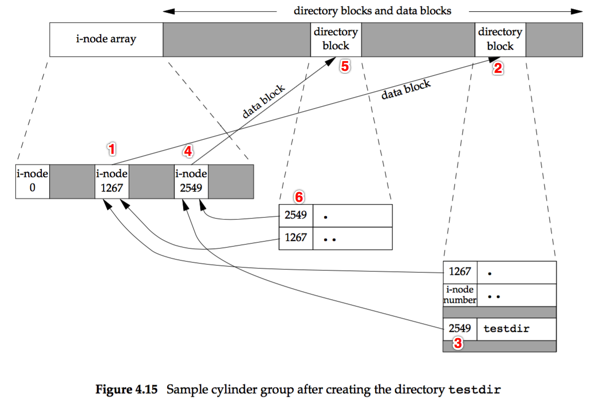 directory blocks and data blocks
i-node array
directory
block
directory
block
5
2
data block
data block
1
4
i-node
0
i-node
1267
i-node
2549
6
2549 .
1267 ..
1267 .
i-node
number ..
2549 testdir
3
Figure 4.15 Sample cylinder group after creating the directory testdir